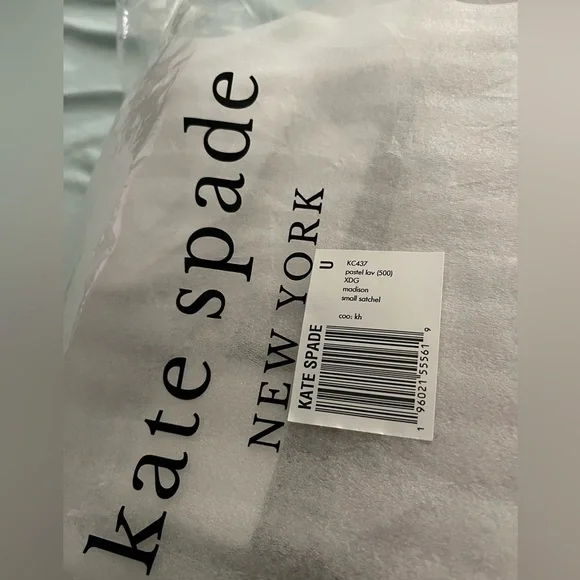 kate spade
NEW YORK
KATE SPADE
U
KC437
pastel lav (500)
XDG
madison
small satchel
coo: kh
1 96021 55561 9